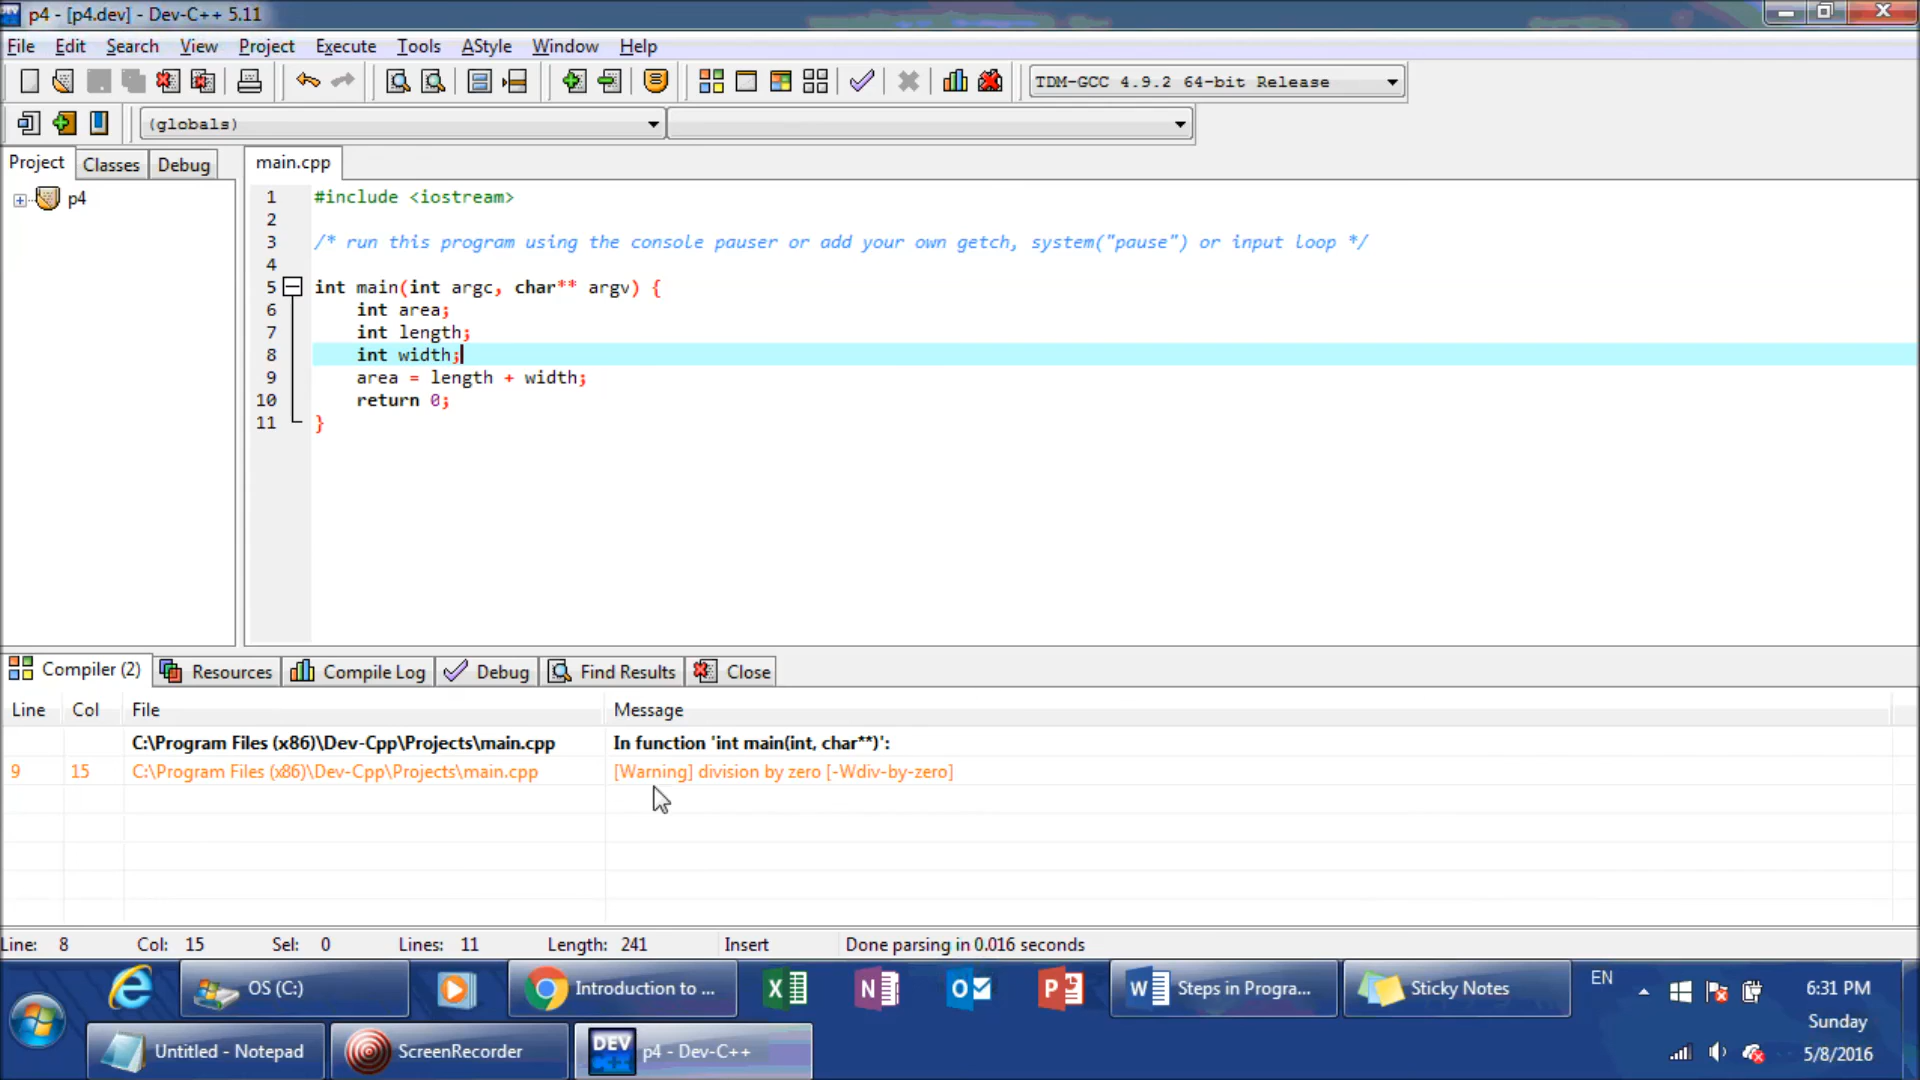 p4 - [p4.dev] - Dev-C++ 5.11
File Edit Search View Project Execute Tools AStyle Window Help
TDM-GCC 4.9.2 64-bit Release
(globals)
Project Classes Debug main.cpp
p4
1 #include <iostream>
2
3 /* run this program using the console pauser or add your own getch, system("pause") or input loop */
4
5 int main(int argc, char** argv) {
6 int area;
7 int length;
8 int width;
9 area = length + width;
10 return 0;
11 }
Compiler (2) Resources Compile Log Debug Find Results Close
Line Col File Message
C:\Program Files (x86)\Dev-Cpp\Projects\main.cpp In function 'int main(int, char**)':
9 15 C:\Program Files (x86)\Dev-Cpp\Projects\main.cpp [Warning] division by zero [-Wdiv-by-zero]
Line: 8 Col: 15 Sel: 0 Lines: 11 Length: 241 Insert Done parsing in 0.016 seconds
OS (C:) Introduction to ... Steps in Progra... Sticky Notes EN 6:31 PM
Sunday
Untitled - Notepad ScreenRecorder DEV C++ p4 - Dev-C++ 5/8/2016